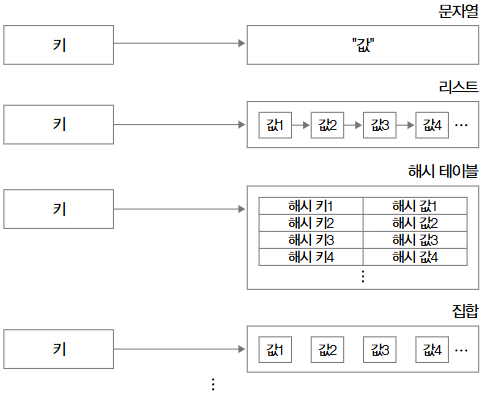 문자열
키 "값"
리스트
키 값1 값2 값3 값4 ···
해시 테이블
키
해시 키1 해시 값1
해시 키2 해시 값2
해시 키3 해시 값3
해시 키4 해시 값4
⋮
집합
키 값1 값2 값3 값4 ···
⋮